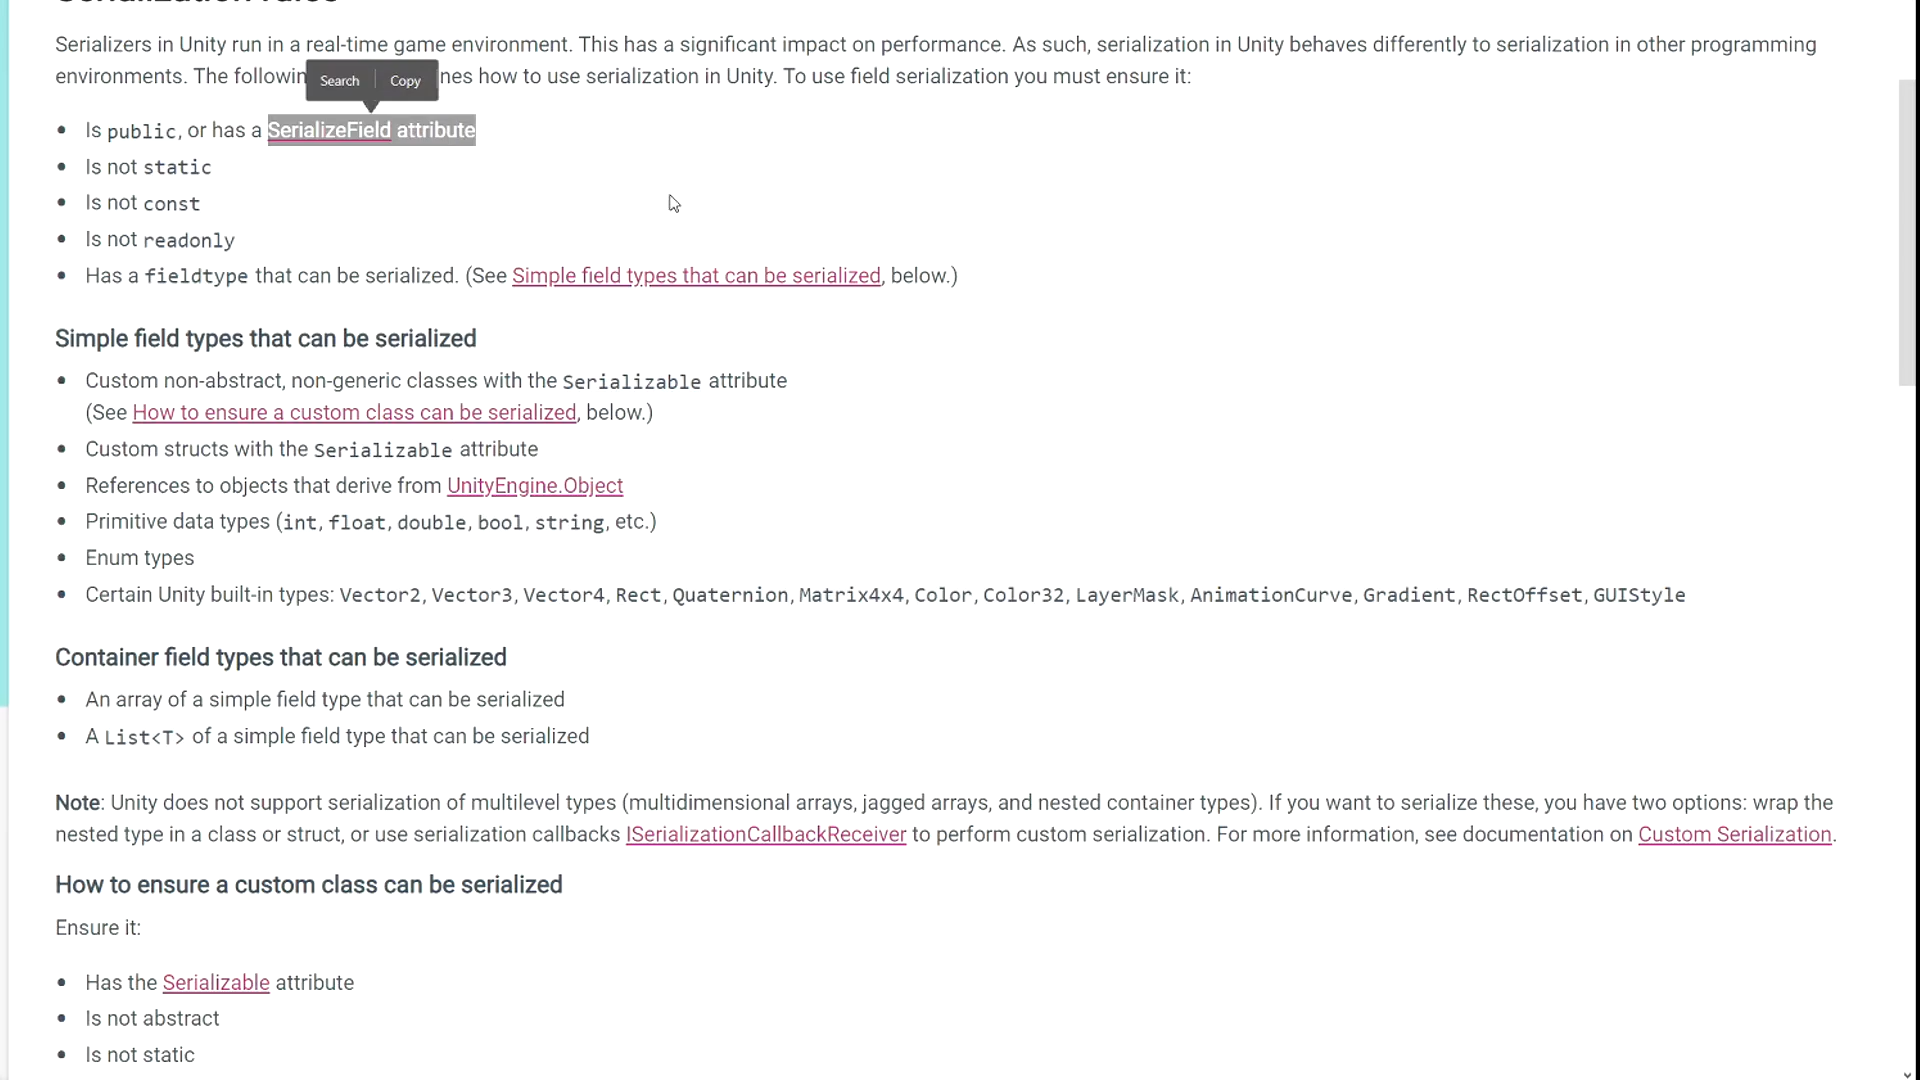 Serialization rules
Serializers in Unity run in a real-time game environment. This has a significant impact on performance. As such, serialization in Unity behaves differently to serialization in other programming
environments. The followin nes how to use serialization in Unity. To use field serialization you must ensure it:
Search Copy
• Is public, or has a SerializeField attribute
• Is not static
• Is not const
• Is not readonly
• Has a fieldtype that can be serialized. (See Simple field types that can be serialized, below.)
Simple field types that can be serialized
• Custom non-abstract, non-generic classes with the Serializable attribute
(See How to ensure a custom class can be serialized, below.)
• Custom structs with the Serializable attribute
• References to objects that derive from UnityEngine.Object
• Primitive data types (int, float, double, bool, string, etc.)
• Enum types
• Certain Unity built-in types: Vector2, Vector3, Vector4, Rect, Quaternion, Matrix4x4, Color, Color32, LayerMask, AnimationCurve, Gradient, RectOffset, GUIStyle
Container field types that can be serialized
• An array of a simple field type that can be serialized
• A List<T> of a simple field type that can be serialized
Note: Unity does not support serialization of multilevel types (multidimensional arrays, jagged arrays, and nested container types). If you want to serialize these, you have two options: wrap the
nested type in a class or struct, or use serialization callbacks ISerializationCallbackReceiver to perform custom serialization. For more information, see documentation on Custom Serialization.
How to ensure a custom class can be serialized
Ensure it:
• Has the Serializable attribute
• Is not abstract
• Is not static